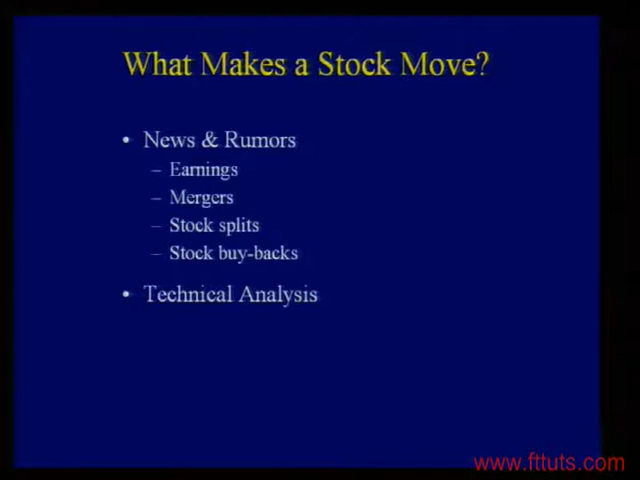 What Makes a Stock Move?
• News & Rumors
– Earnings
– Mergers
– Stock splits
– Stock buy-backs
• Technical Analysis
www.fttuts.com